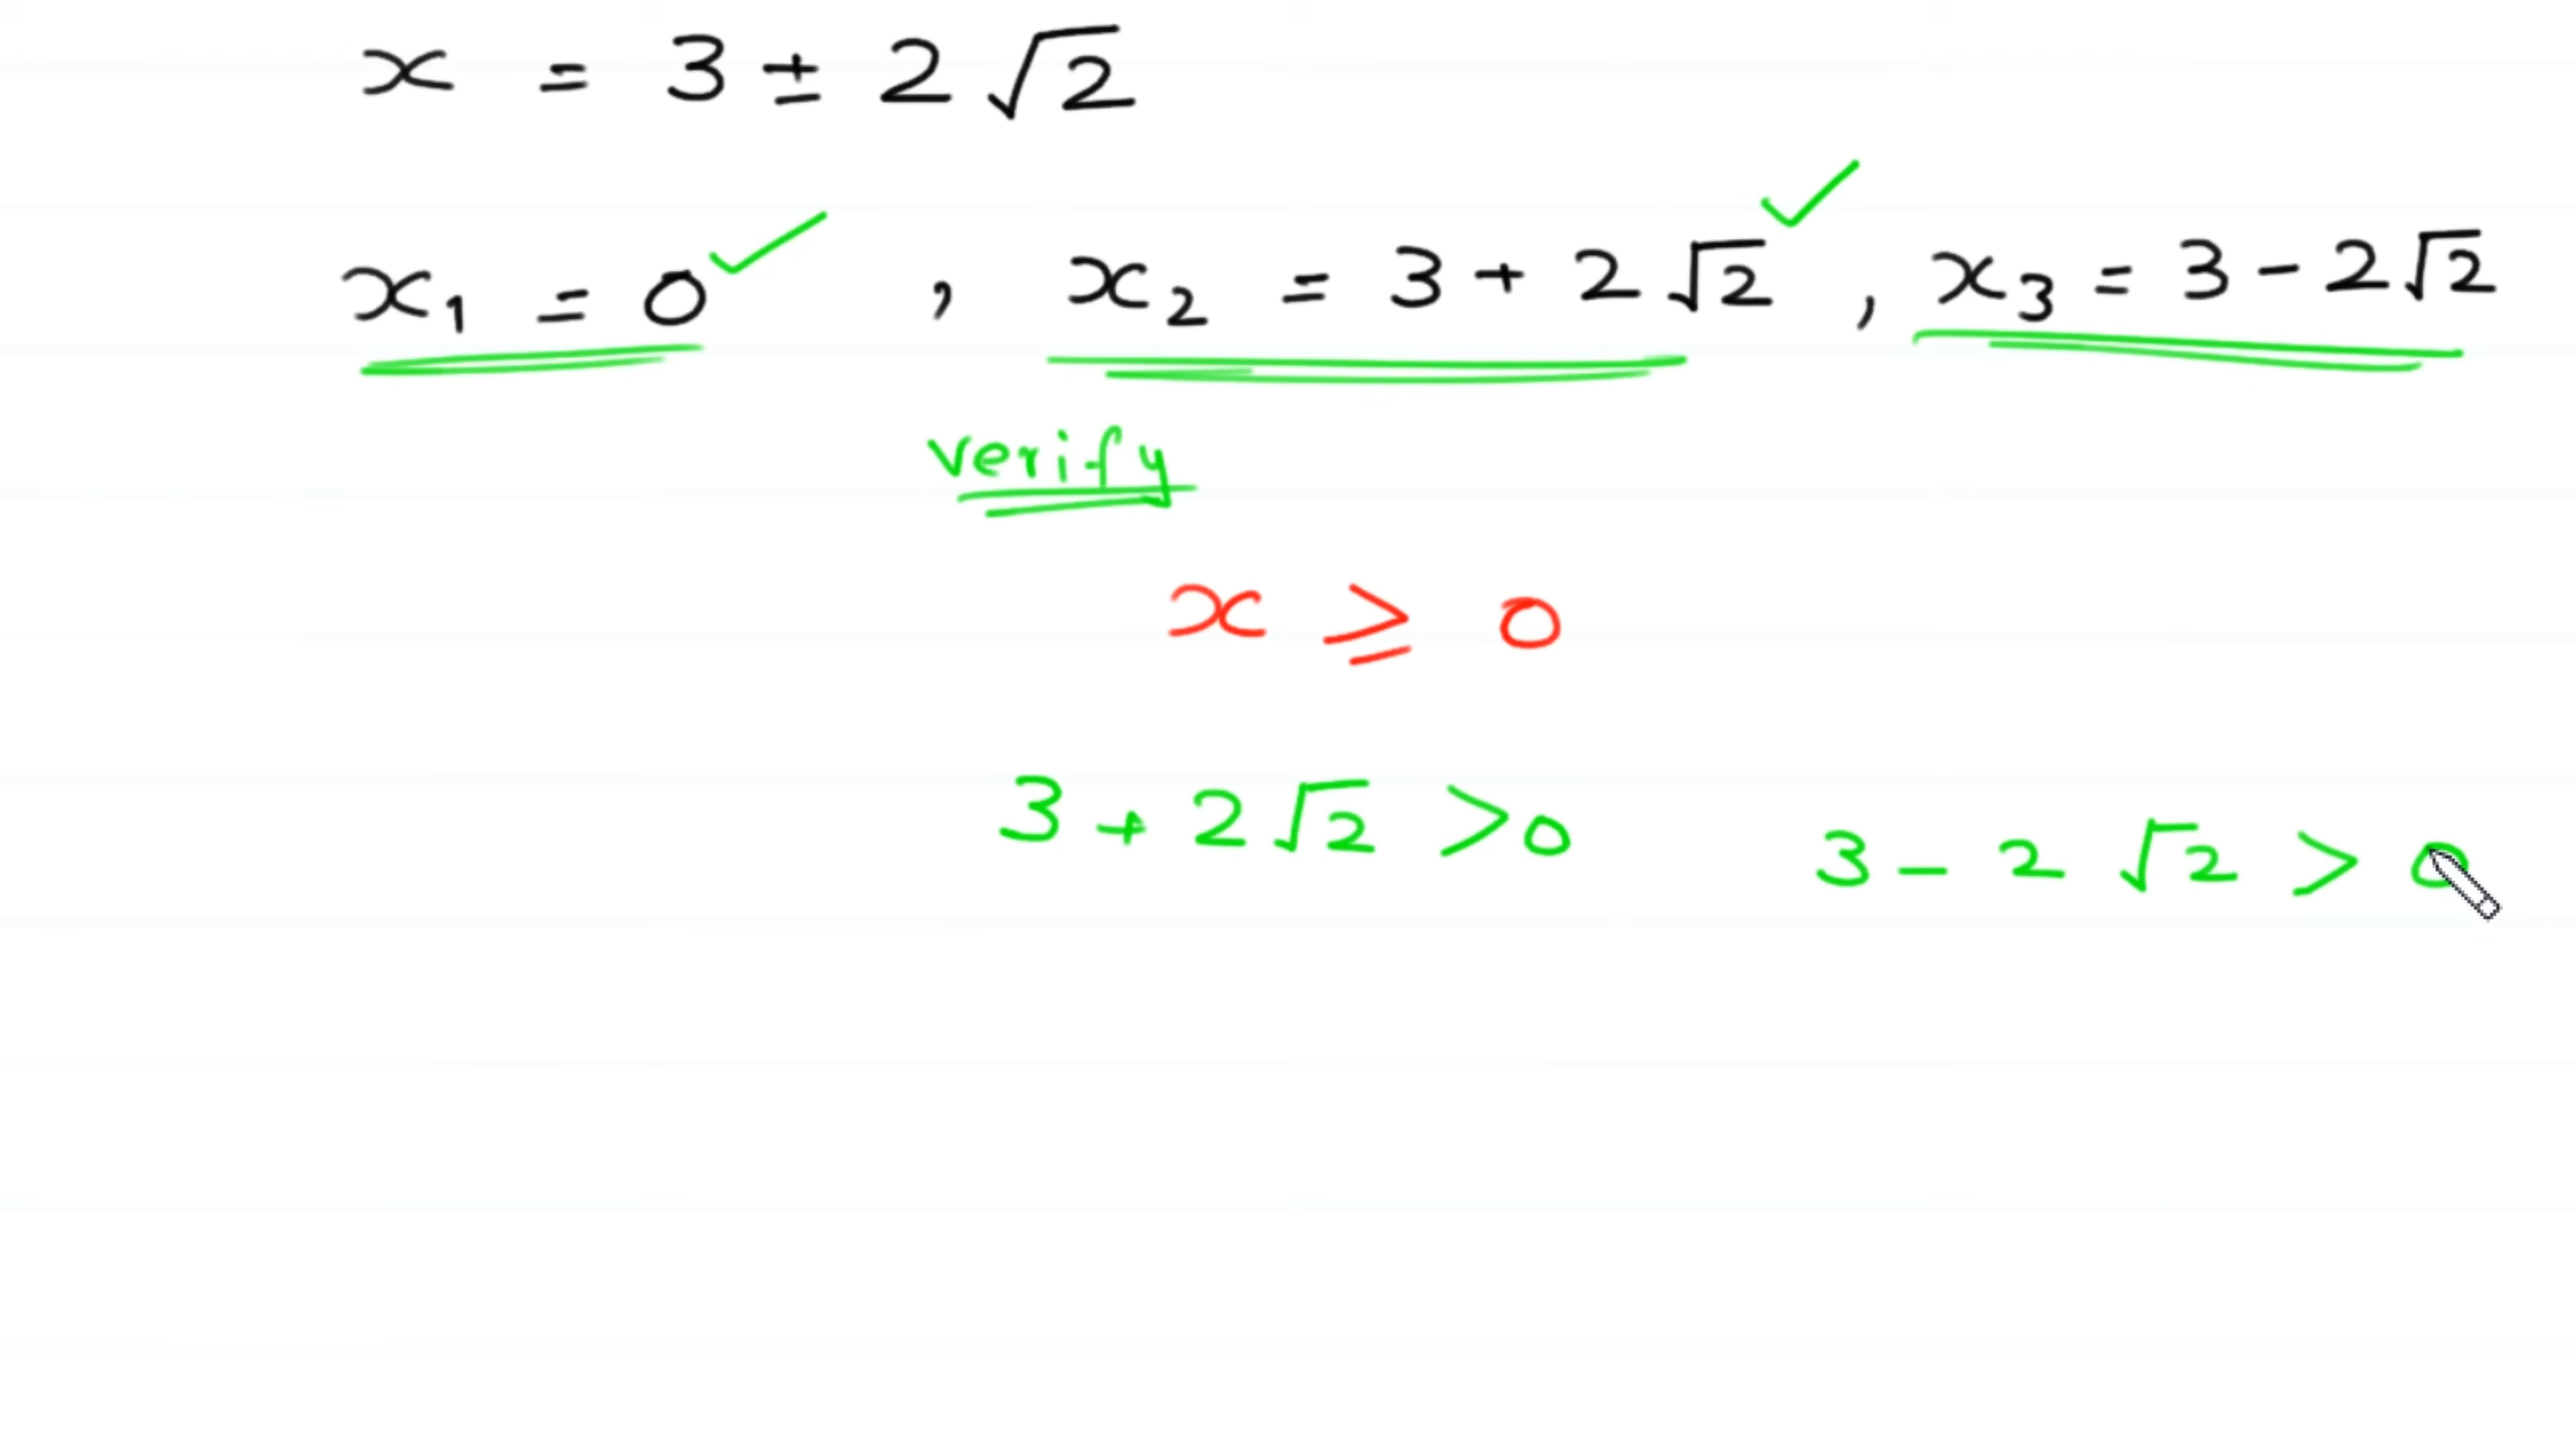 x = 3 ± 2√2
x₁ = 0 ✓ , x₂ = 3 + 2√2 ✓ , x₃ = 3 - 2√2
Verify
x ≥ 0
3 + 2√2 > 0 3 - 2√2 > 0